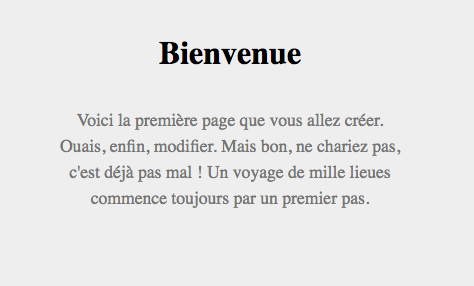 Bienvenue
Voici la première page que vous allez créer.
Ouais, enfin, modifier. Mais bon, ne chariez pas,
c'est déjà pas mal ! Un voyage de mille lieues
commence toujours par un premier pas.